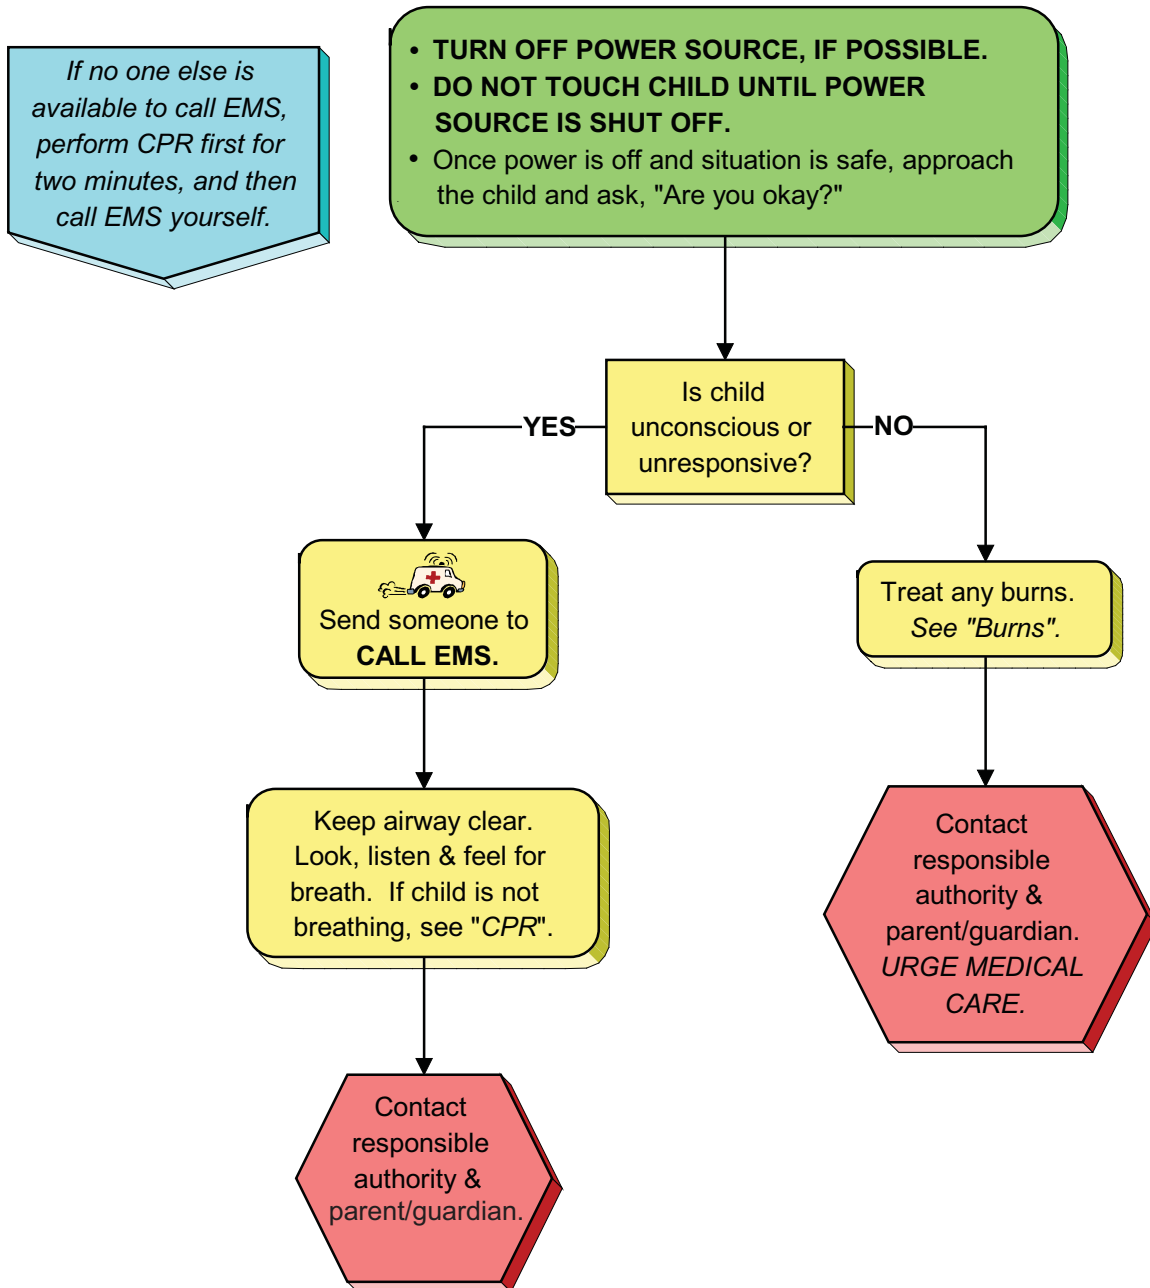 If no one else is
available to call EMS,
perform CPR first for
two minutes, and then
call EMS yourself.
• TURN OFF POWER SOURCE, IF POSSIBLE.
• DO NOT TOUCH CHILD UNTIL POWER
SOURCE IS SHUT OFF.
• Once power is off and situation is safe, approach
the child and ask, "Are you okay?"
Is child
unconscious or
unresponsive?
YES
NO
Send someone to
CALL EMS.
Treat any burns.
See "Burns".
Keep airway clear.
Look, listen & feel for
breath. If child is not
breathing, see "CPR".
Contact
responsible
authority &
parent/guardian.
URGE MEDICAL
CARE.
Contact
responsible
authority &
parent/guardian.